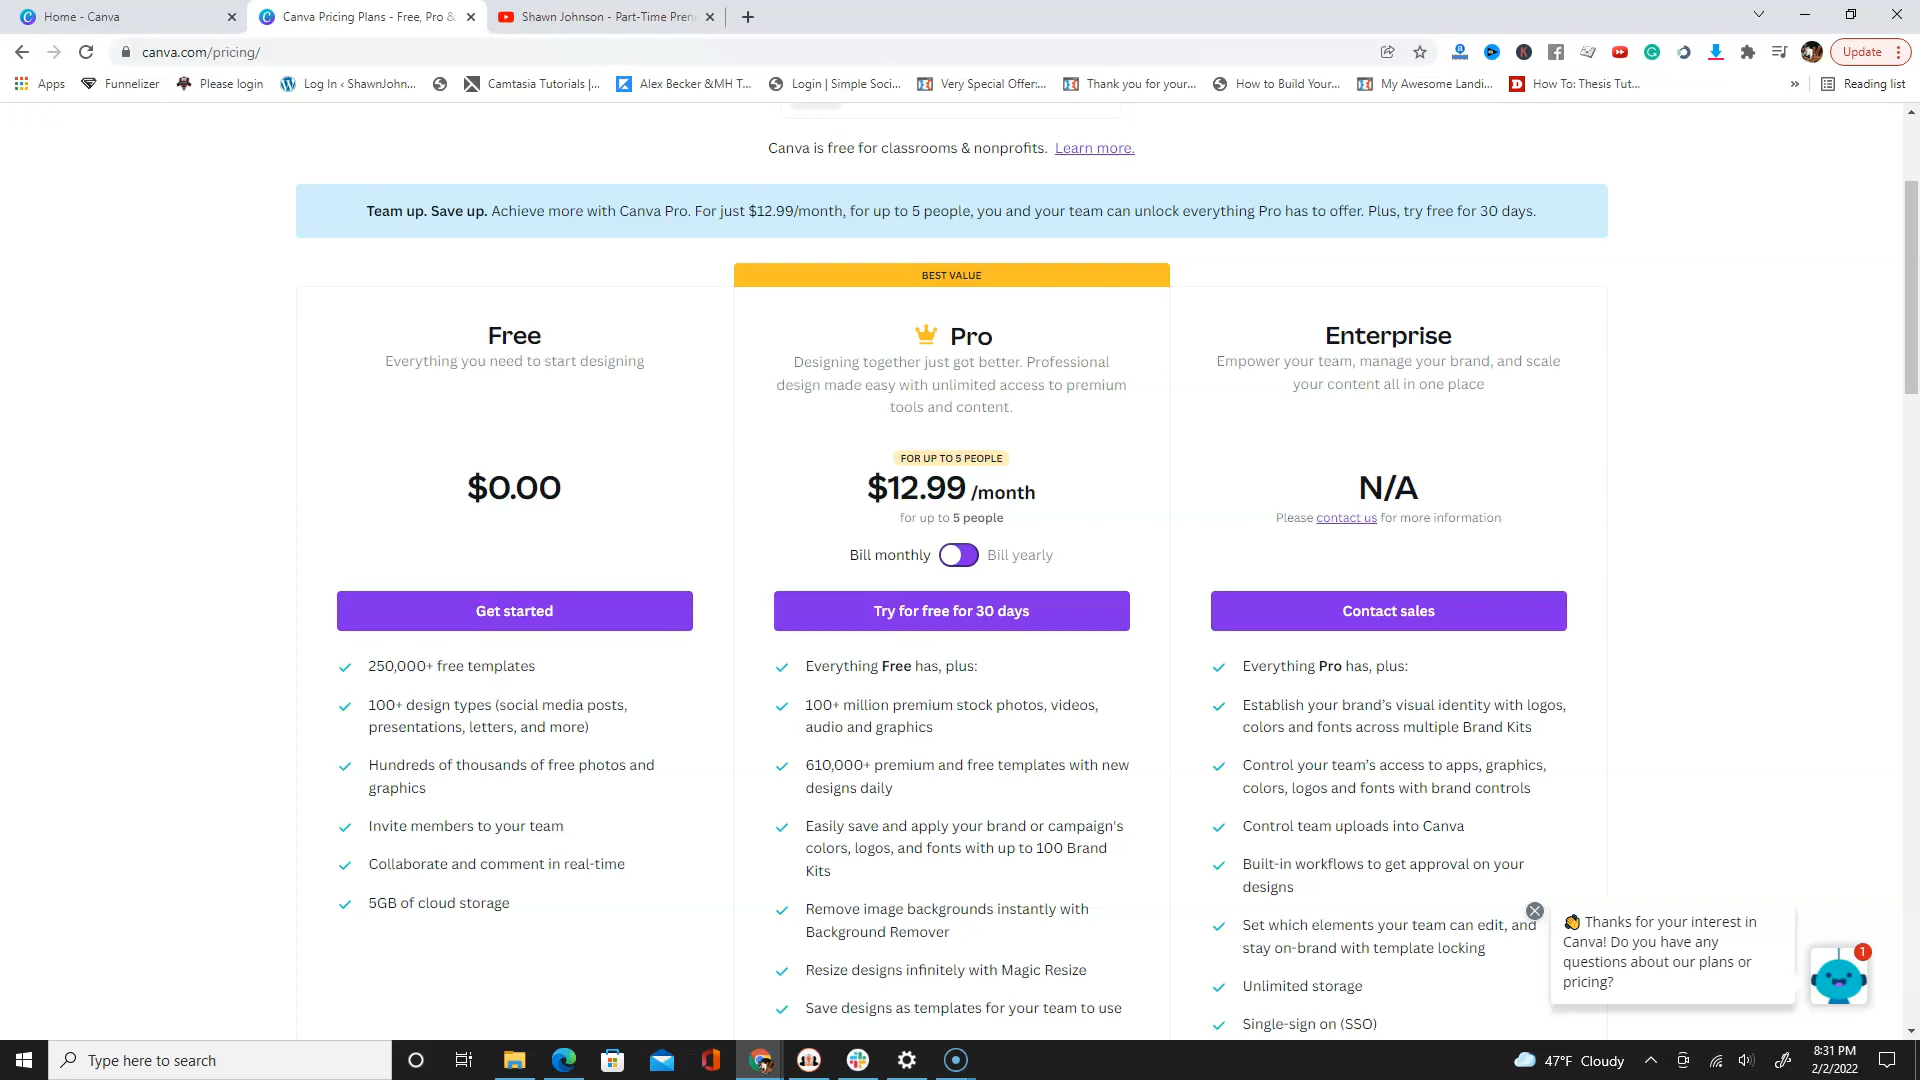 Home - Canva
Canva Pricing Plans - Free, Pro &
Shawn Johnson - Part-Time Pren
canva.com/pricing/
Update
Apps
Funnelizer
Please login
Log In ‹ ShawnJohn...
Camtasia Tutorials |...
Alex Becker &MH T...
Login | Simple Soci...
Very Special Offer:...
Thank you for your...
How to Build Your...
My Awesome Landi...
How To: Thesis Tut...
»
Reading list
Canva is free for classrooms & nonprofits. Learn more.
Team up. Save up. Achieve more with Canva Pro. For just $12.99/month, for up to 5 people, you and your team can unlock everything Pro has to offer. Plus, try free for 30 days.
BEST VALUE
Free
Everything you need to start designing
$0.00
Get started
250,000+ free templates
100+ design types (social media posts,
presentations, letters, and more)
Hundreds of thousands of free photos and
graphics
Invite members to your team
Collaborate and comment in real-time
5GB of cloud storage
Pro
Designing together just got better. Professional
design made easy with unlimited access to premium
tools and content.
FOR UP TO 5 PEOPLE
$12.99 /month
for up to 5 people
Bill monthly Bill yearly
Try for free for 30 days
Everything Free has, plus:
100+ million premium stock photos, videos,
audio and graphics
610,000+ premium and free templates with new
designs daily
Easily save and apply your brand or campaign's
colors, logos, and fonts with up to 100 Brand
Kits
Remove image backgrounds instantly with
Background Remover
Resize designs infinitely with Magic Resize
Save designs as templates for your team to use
Enterprise
Empower your team, manage your brand, and scale
your content all in one place
N/A
Please contact us for more information
Contact sales
Everything Pro has, plus:
Establish your brand's visual identity with logos,
colors and fonts across multiple Brand Kits
Control your team's access to apps, graphics,
colors, logos and fonts with brand controls
Control team uploads into Canva
Built-in workflows to get approval on your
designs
Set which elements your team can edit, and
stay on-brand with template locking
Unlimited storage
Single-sign on (SSO)
Thanks for your interest in
Canva! Do you have any
questions about our plans or
pricing?
1
Type here to search
47°F Cloudy
8:31 PM
2/2/2022